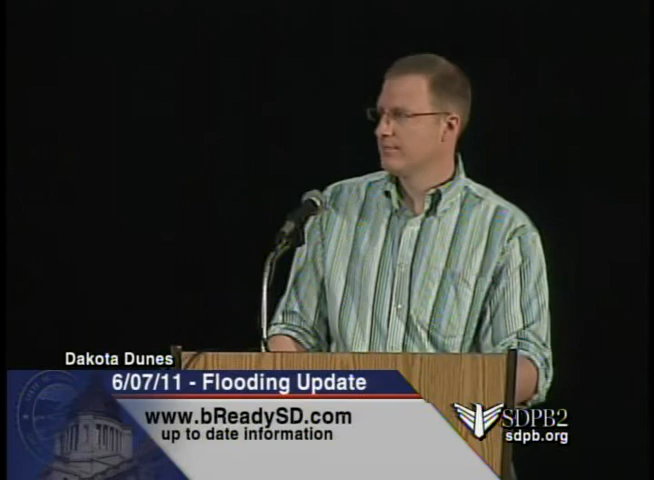 Dakota Dunes
6/07/11 - Flooding Update
www.bReadySD.com
up to date information
SDPB2
sdpb.org